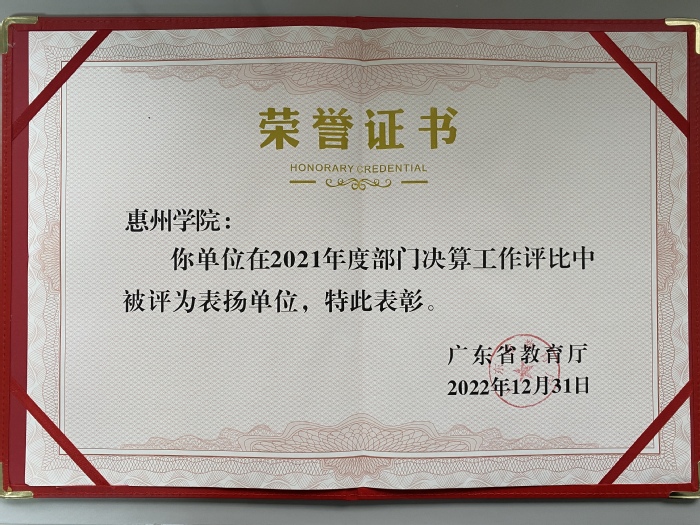 荣誉证书
HONORARY CREDENTIAL
惠州学院：
你单位在2021年度部门决算工作评比中
被评为表扬单位，特此表彰。
广东省教育厅
2022年12月31日